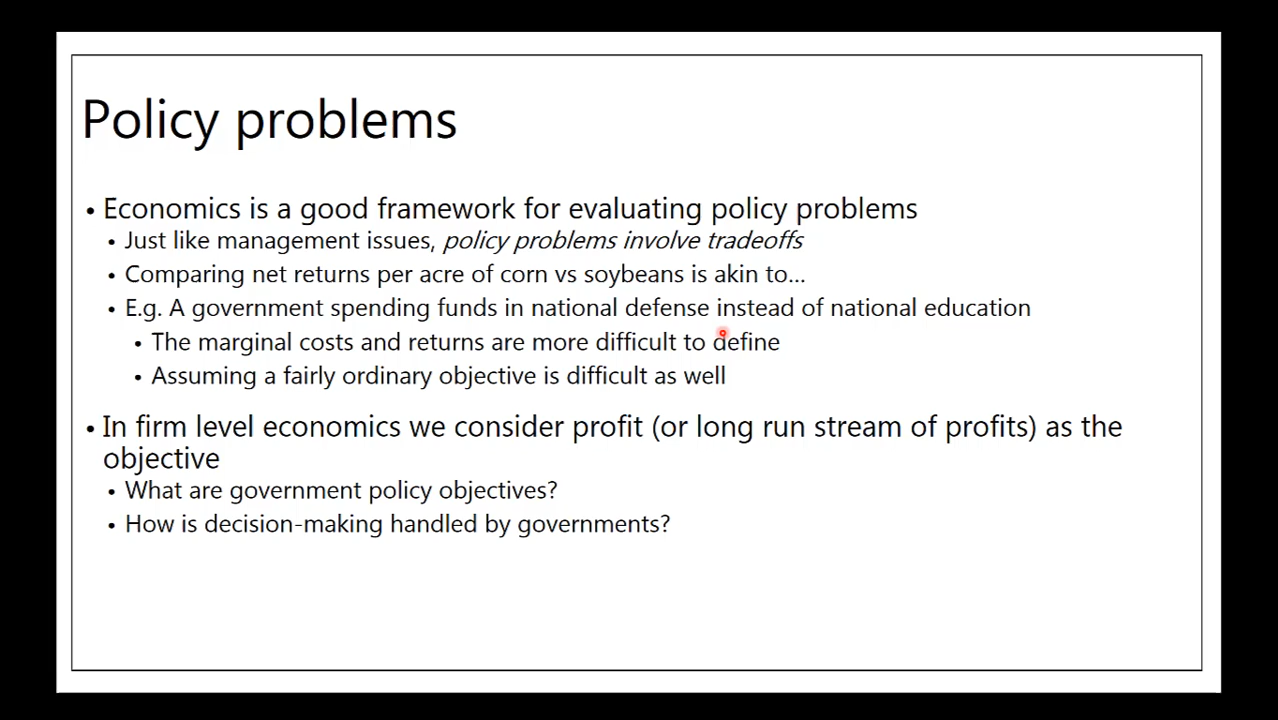 Policy problems
• Economics is a good framework for evaluating policy problems
• Just like management issues, policy problems involve tradeoffs
• Comparing net returns per acre of corn vs soybeans is akin to...
• E.g. A government spending funds in national defense instead of national education
• The marginal costs and returns are more difficult to define
• Assuming a fairly ordinary objective is difficult as well
• In firm level economics we consider profit (or long run stream of profits) as the
objective
• What are government policy objectives?
• How is decision-making handled by governments?